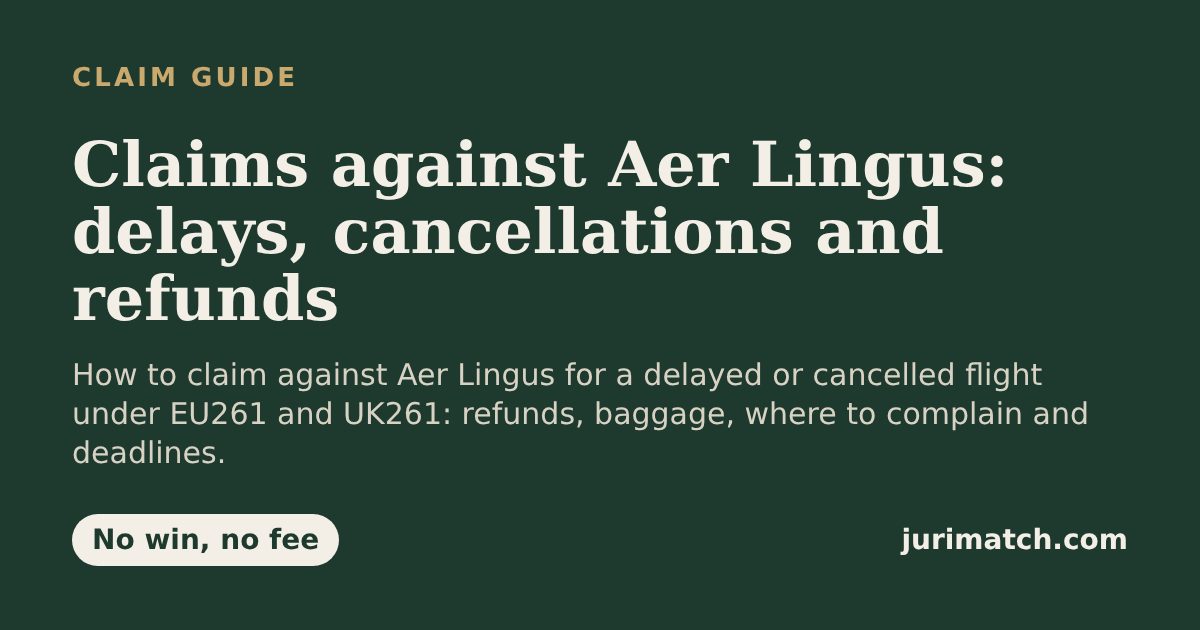 CLAIM GUIDE
Claims against Aer Lingus:
delays, cancellations and
refunds
How to claim against Aer Lingus for a delayed or cancelled flight
under EU261 and UK261: refunds, baggage, where to complain and
deadlines.
No win, no fee
jurimatch.com